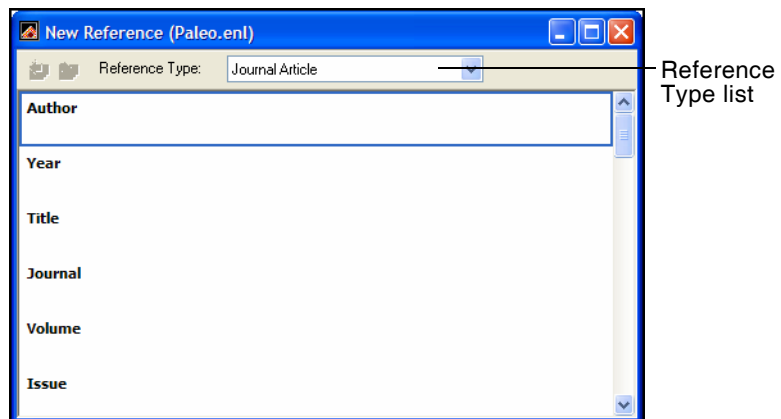 New Reference (Paleo.enl)
Reference Type: Journal Article
Reference
Type list
Author
Year
Title
Journal
Volume
Issue